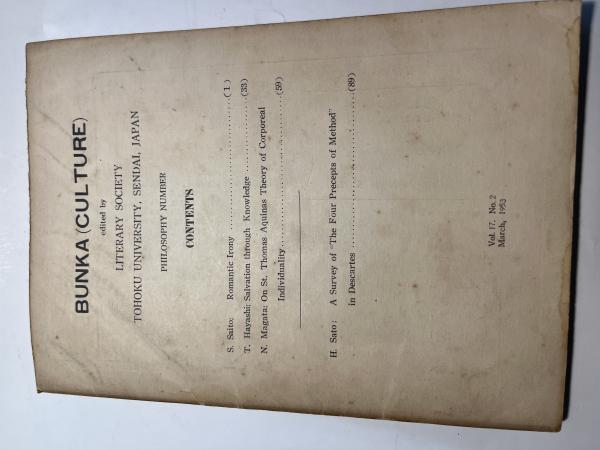 BUNKA (CULTURE)
edited by
LITERARY SOCIETY
TOHOKU UNIVERSITY, SENDAI, JAPAN
PHILOSOPHY NUMBER
CONTENTS
S. Saito: Romantic Irony ..............................( 1 )
T. Hayashi: Salvation through Knowledge ..................(33)
N. Magata: On St. Thomas Aquinas Theory of Corporeal
Individuality..............................(59)
H. Sato: A Survey of "The Four Precepts of Method"
in Descartes ..............................(89)
Vol. 17, No. 2
March, 1953